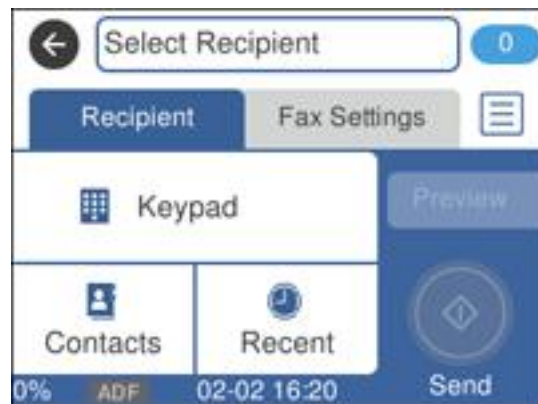 Select Recipient
0
Recipient
Fax Settings
Keypad
Preview
Contacts
Recent
Send
0%
ADF
02-02 16:20